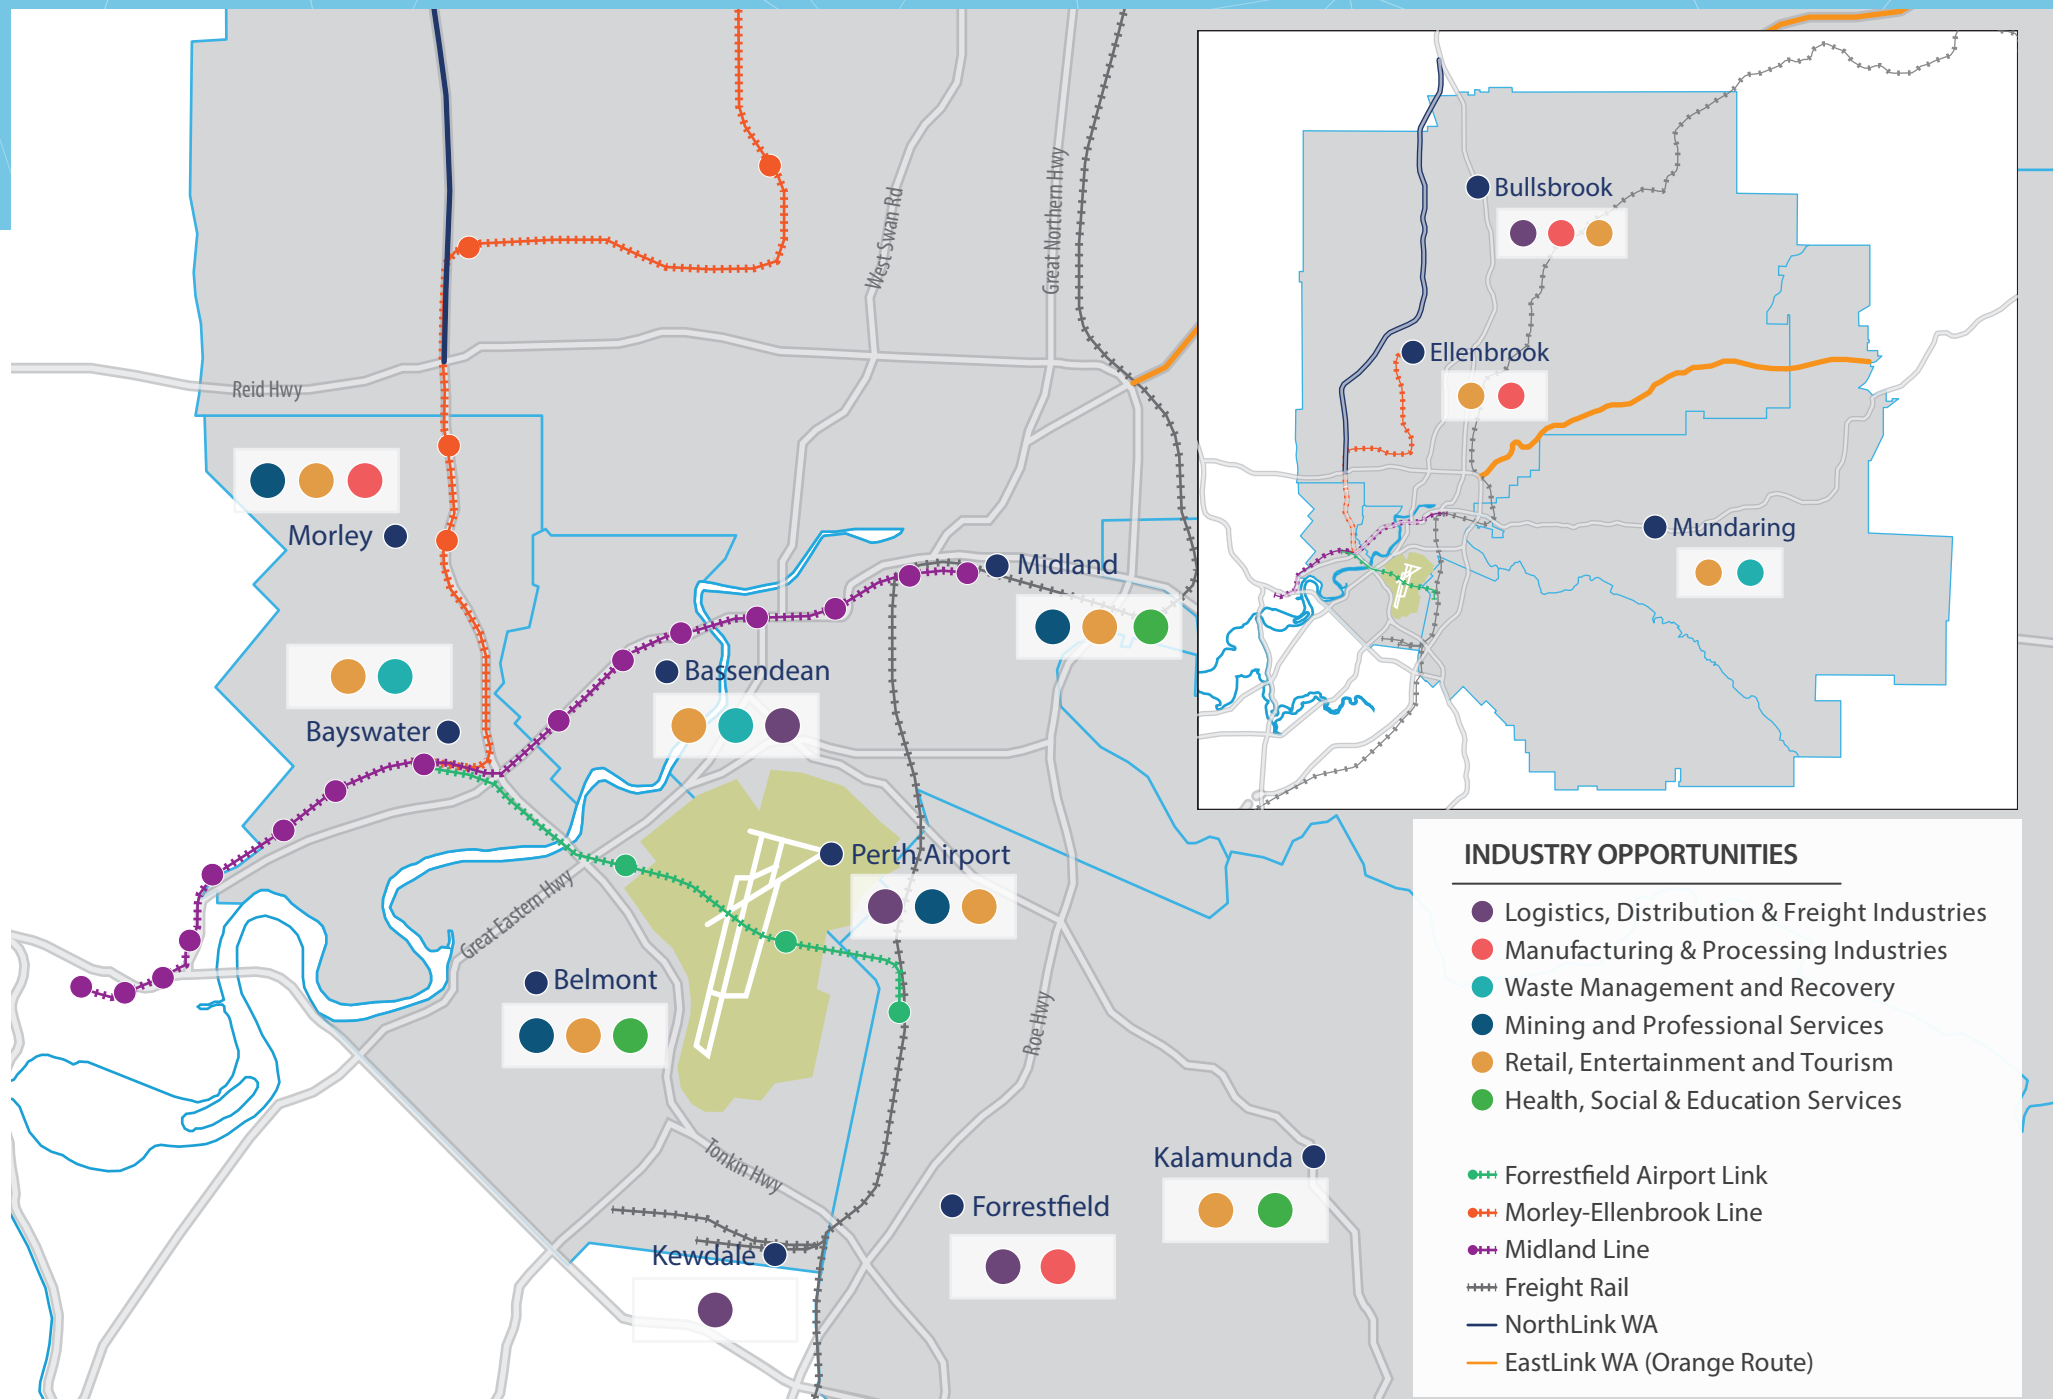 West Swan Rd
Great Northern Hwy
Reid Hwy
Morley
Midland
Bassendean
Bayswater
Perth Airport
Great Eastern Hwy
Belmont
Roe Hwy
Tonkin Hwy
Kalamunda
Forrestfield
Kewdale
Bullsbrook
Ellenbrook
Mundaring
INDUSTRY OPPORTUNITIES
Logistics, Distribution & Freight Industries
Manufacturing & Processing Industries
Waste Management and Recovery
Mining and Professional Services
Retail, Entertainment and Tourism
Health, Social & Education Services
Forrestfield Airport Link
Morley-Ellenbrook Line
Midland Line
Freight Rail
NorthLink WA
EastLink WA (Orange Route)